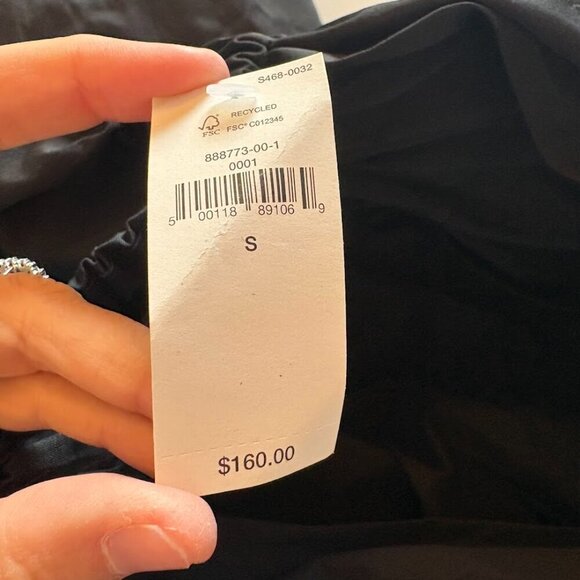 S468-0032
RECYCLED
FSC FSC® C012345
888773-00-1
0001
5 00118 89106 9
S
$160.00